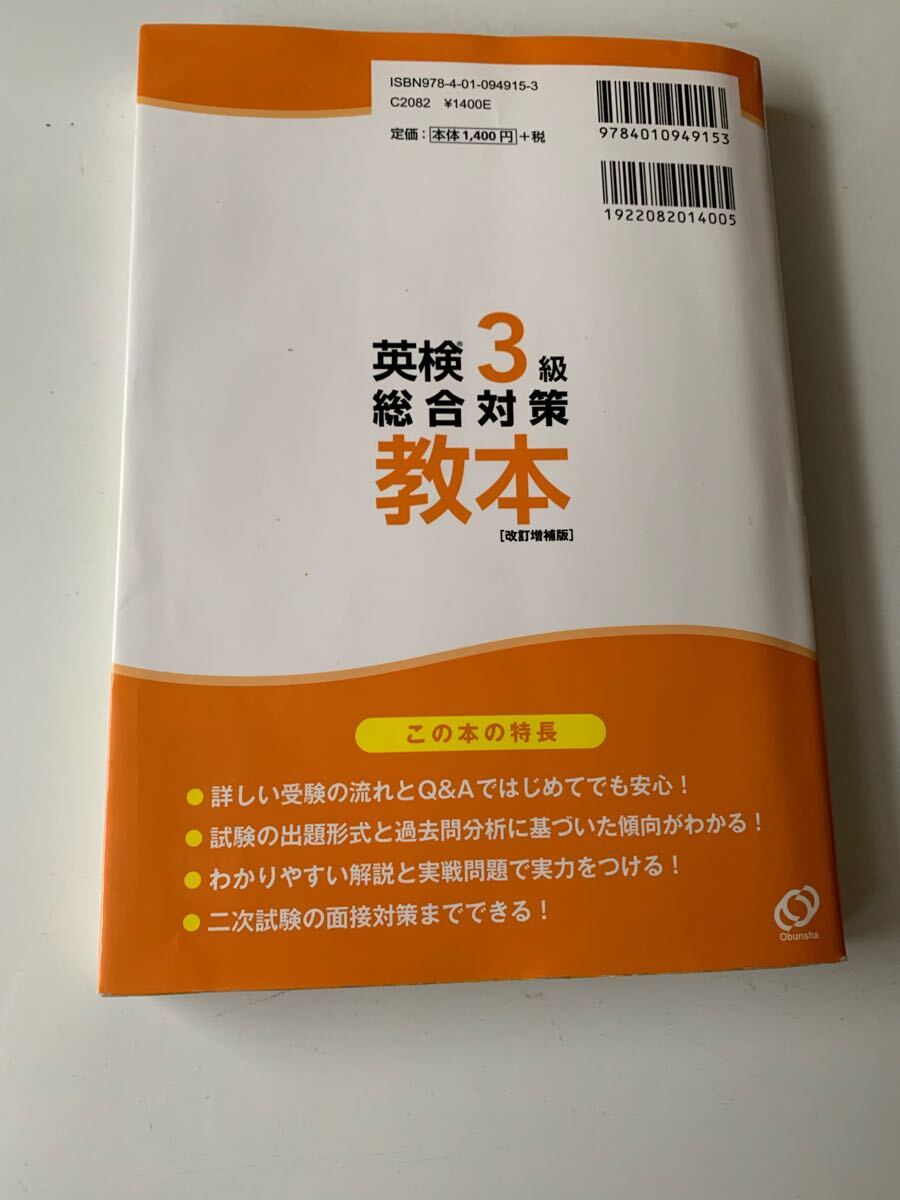 ISBN978-4-01-094915-3
C2082 ¥1400E
定価：本体1,400円＋税
9784010949153
1922082014005
英検®3級
総合対策
教本
[改訂増補版]
この本の特長
● 詳しい受験の流れとQ&Aではじめてでも安心！
● 試験の出題形式と過去問分析に基づいた傾向がわかる！
● わかりやすい解説と実戦問題で実力をつける！
● 二次試験の面接対策までできる！
Obunsha